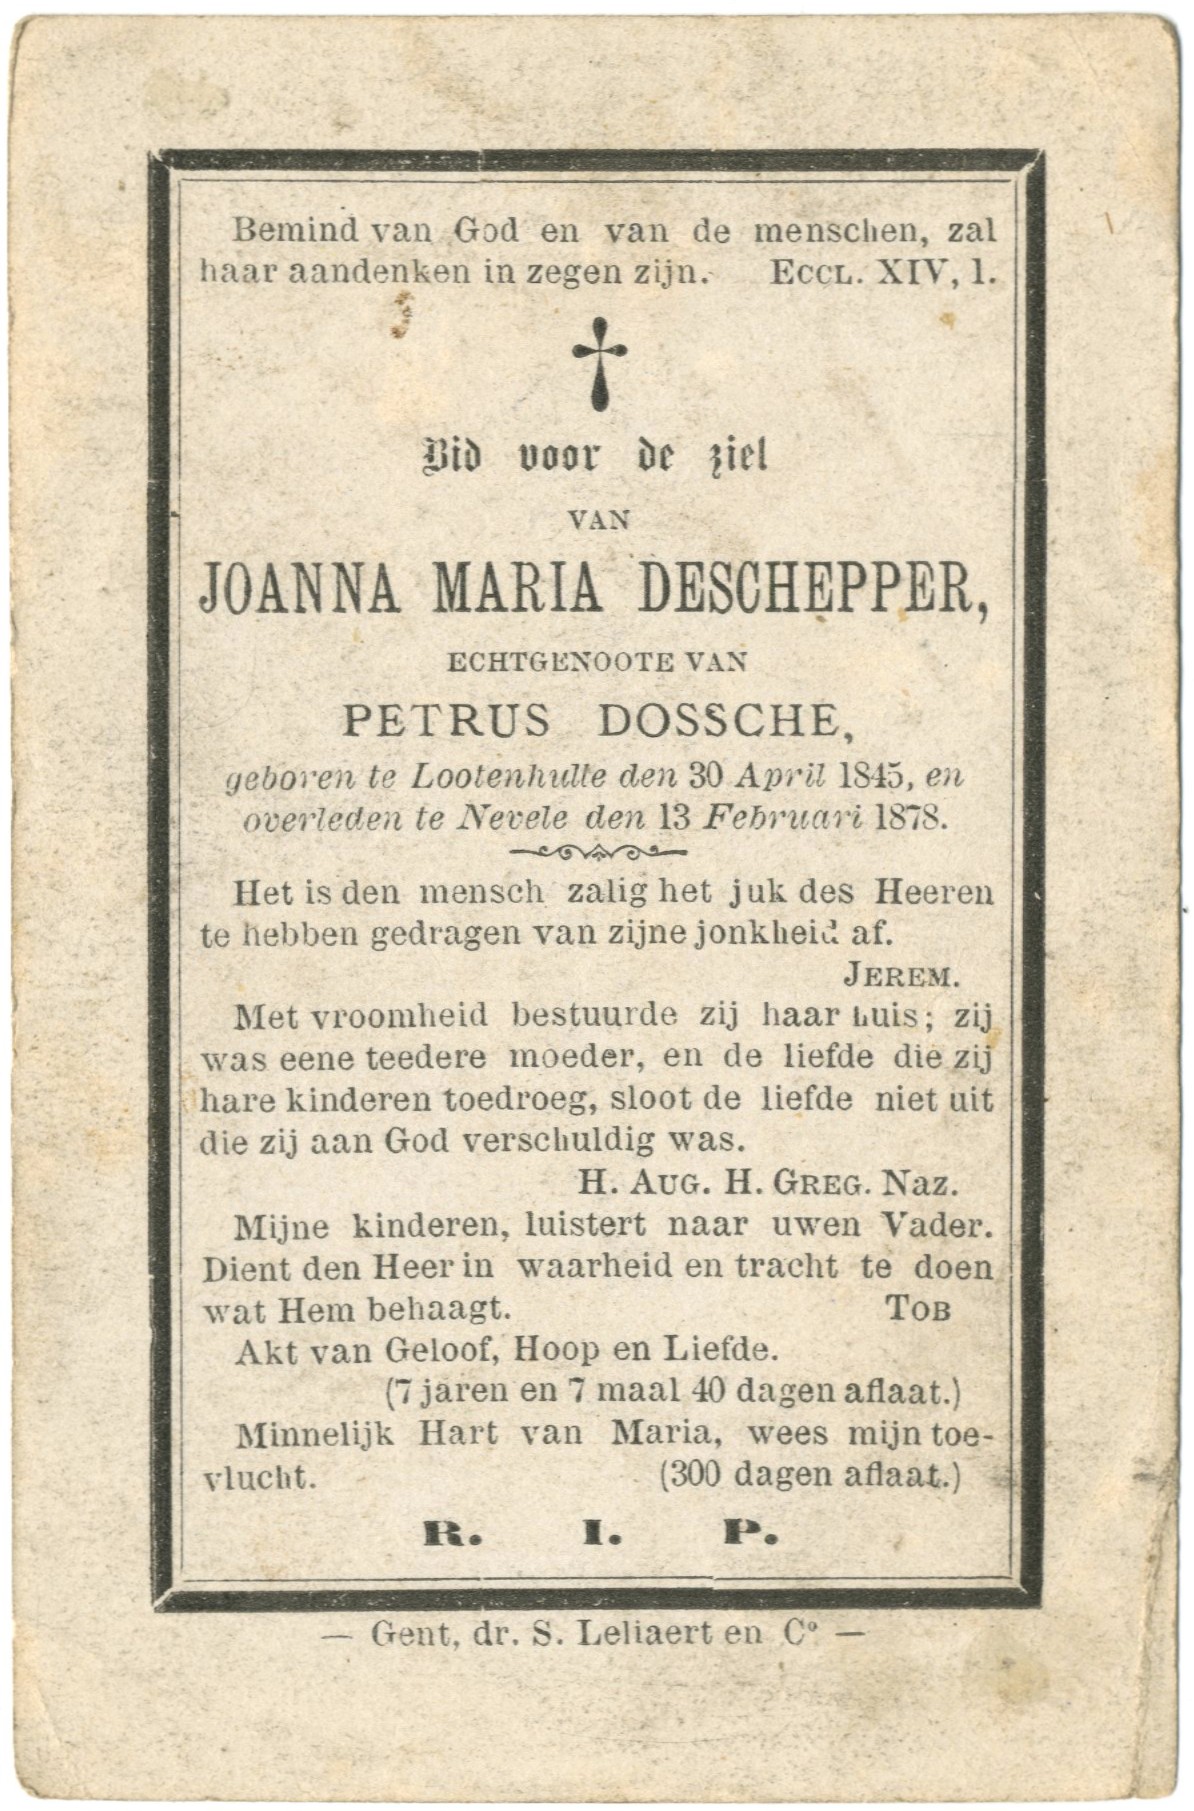 Bemind van God en van de menschen, zal
haar aandenken in zegen zijn. ECCL. XIV, 1.
Bid voor de ziel
VAN
JOANNA MARIA DESCHEPPER,
ECHTGENOOTE VAN
PETRUS DOSSCHE,
geboren te Lootenhulle den 30 April 1845, en
overleden te Nevele den 13 Februari 1878.
Het is den mensch zalig het juk des Heeren
te hebben gedragen van zijne jonkheid af.
JEREM.
Met vroomheid bestuurde zij haar huis; zij
was eene teedere moeder, en de liefde die zij
hare kinderen toedroeg, sloot de liefde niet uit
die zij aan God verschuldig was.
H. AUG. H. GREG. Naz.
Mijne kinderen, luistert naar uwen Vader.
Dient den Heer in waarheid en tracht te doen
wat Hem behaagt. TOB
Akt van Geloof, Hoop en Liefde.
(7 jaren en 7 maal 40 dagen aflaat.)
Minnelijk Hart van Maria, wees mijn toe-
vlucht. (300 dagen aflaat.)
R. I. P.
— Gent, dr. S. Leliaert en Cº —